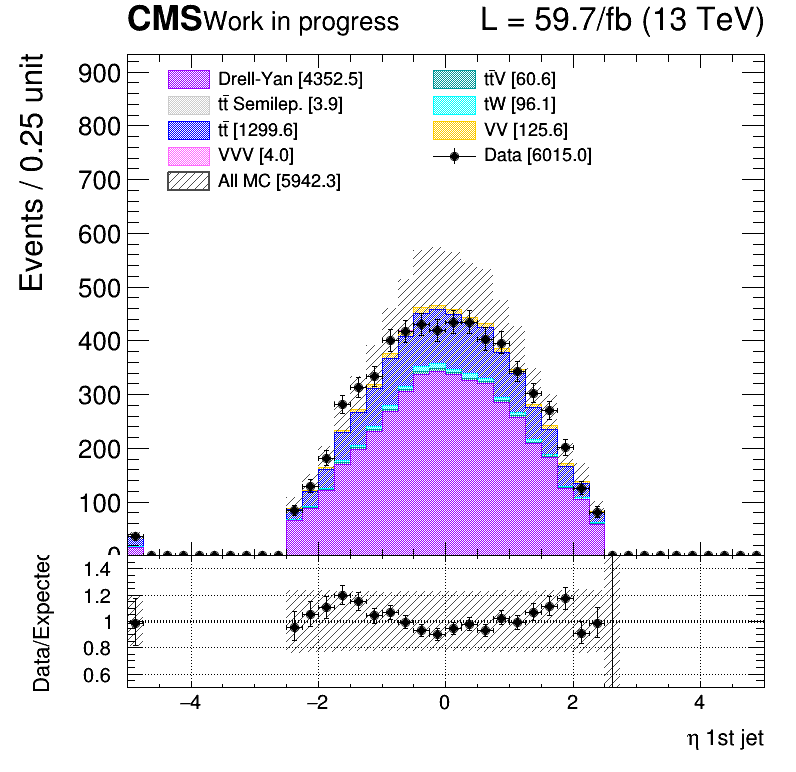 CMS Work in progress L = 59.7/fb (13 TeV)
Events / 0.25 unit
900
800
700
600
500
400
300
200
100
0
Drell-Yan [4352.5]
tt̄ Semilep. [3.9]
tt̄ [1299.6]
VVV [4.0]
All MC [5942.3]
tt̄V [60.6]
tW [96.1]
VV [125.6]
Data [6015.0]
Data/Expected
1.4
1.2
1
0.8
0.6
−4 −2 0 2 4
η 1st jet